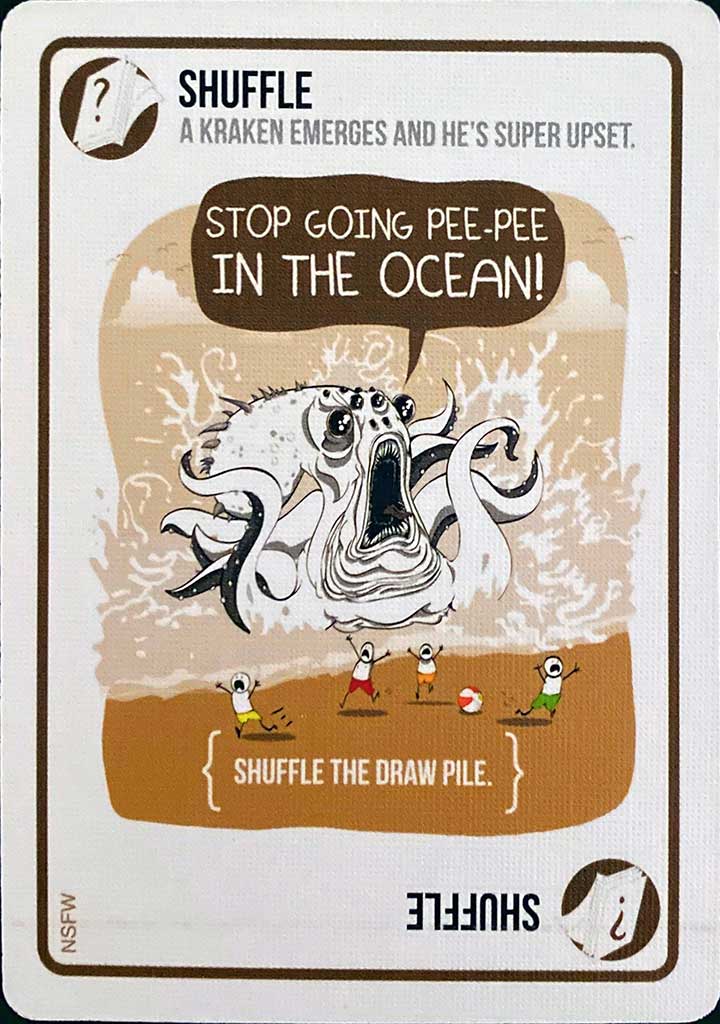 ?
SHUFFLE
A KRAKEN EMERGES AND HE'S SUPER UPSET.
STOP GOING PEE-PEE
IN THE OCEAN!
{ SHUFFLE THE DRAW PILE. }
NSFW
SHUFFLE
?